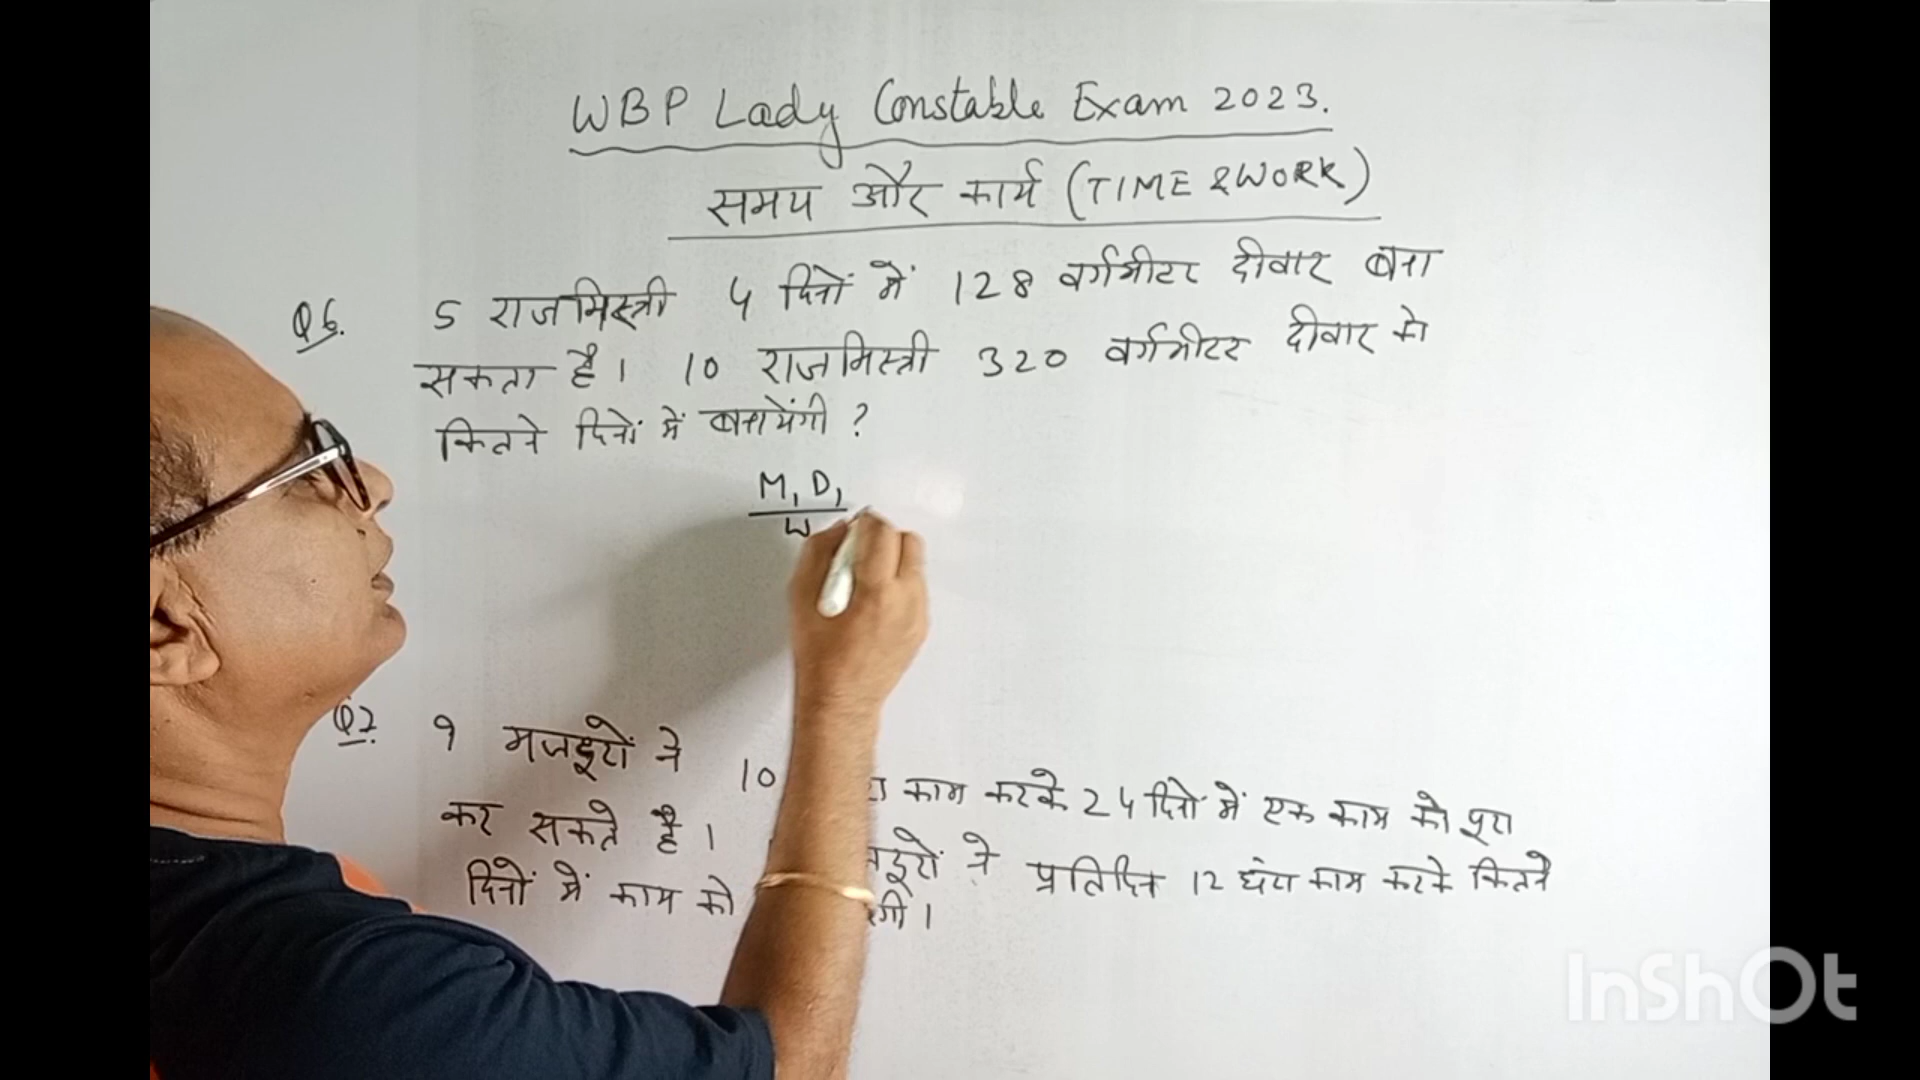 WBP Lady Constable Exam 2023.
समय और कार्य (TIME & WORK)
Q6. 5 राजमिस्त्री 4 दिनों में 128 वर्गमीटर दीवार बना
सकता है। 10 राजमिस्त्री 320 वर्गमीटर दीवार को
कितने दिनों में बनायेंगी ?
M1 D1
W
Q7. 9 मजदूरों ने 10 काम करके 24 दिनों में एक काम को पूरा
कर सकते है। ने प्रतिदिन 12 घंटा काम करके कितने
दिनों में काम को
InShOt